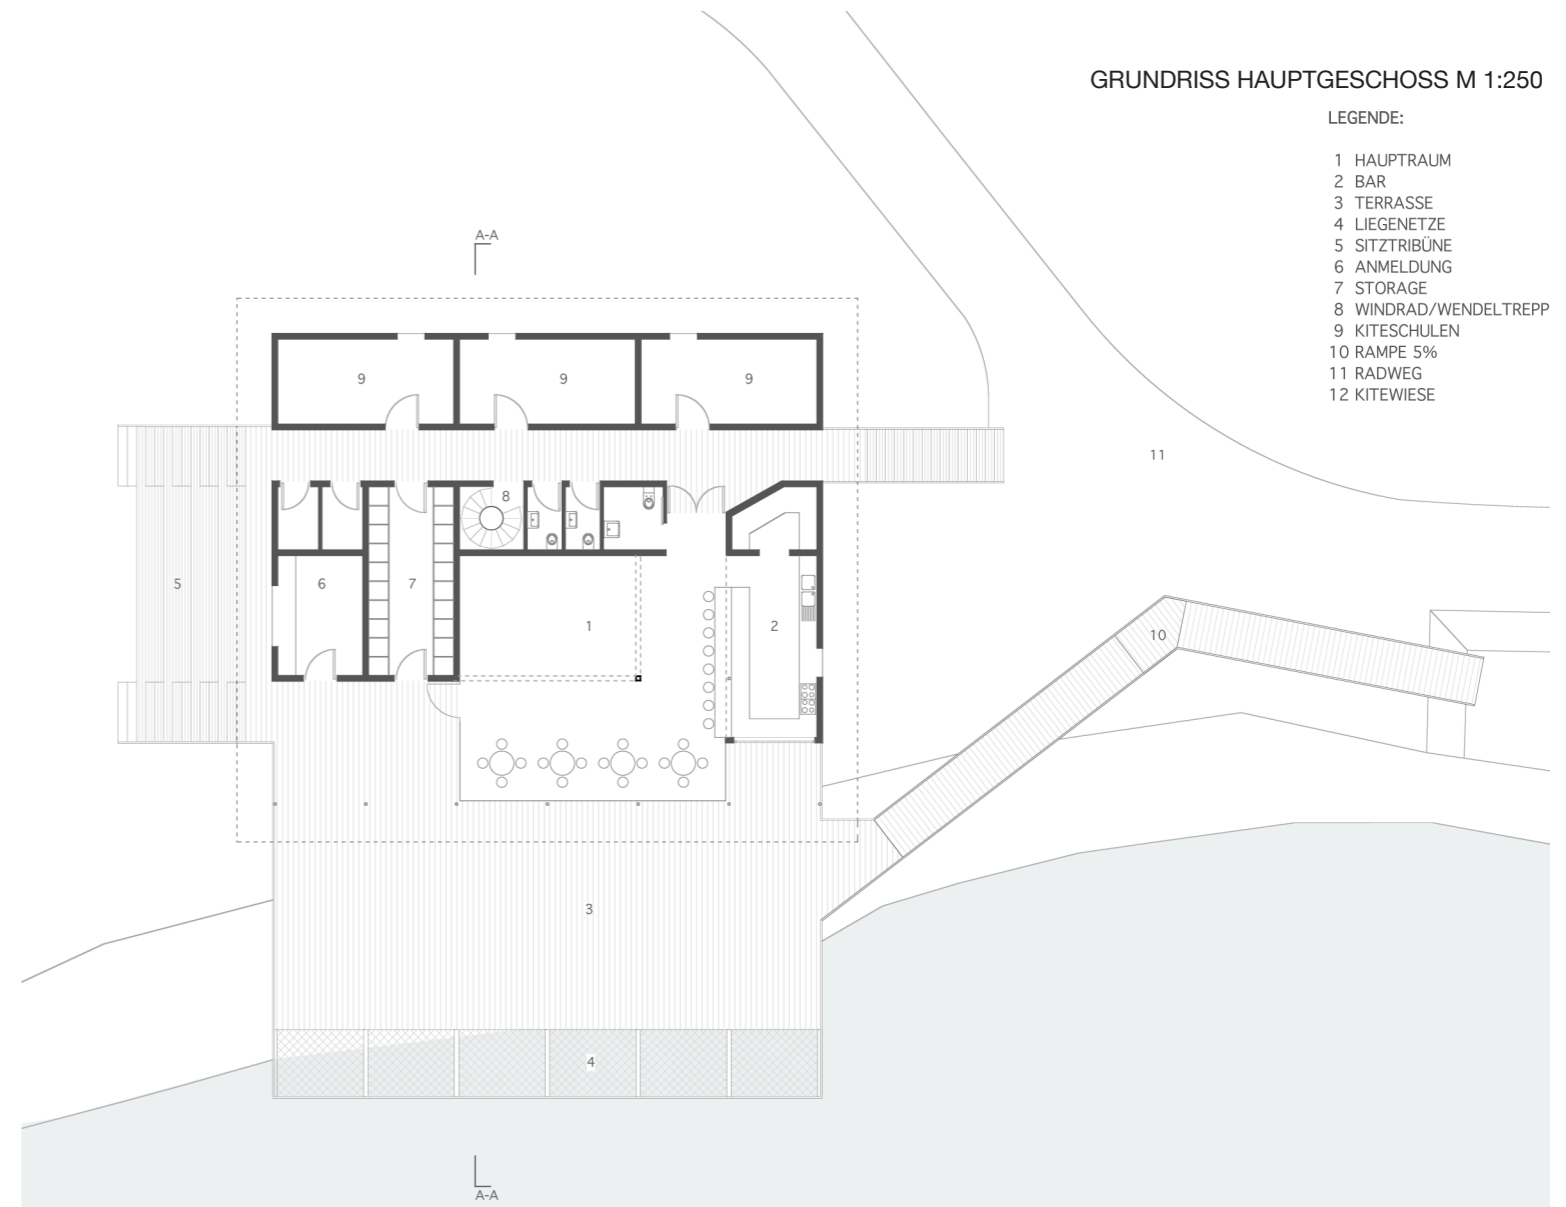 GRUNDRISS HAUPTGESCHOSS M 1:250
LEGENDE:
1 HAUPTRAUM
2 BAR
3 TERRASSE
4 LIEGENETZE
5 SITZTRIBÜNE
6 ANMELDUNG
7 STORAGE
8 WINDRAD/WENDELTREPP
9 KITESCHULEN
10 RAMPE 5%
11 RADWEG
12 KITEWIESE
A-A
9 9 9
11
8
5 6 7
1 2 10
3
4
A-A